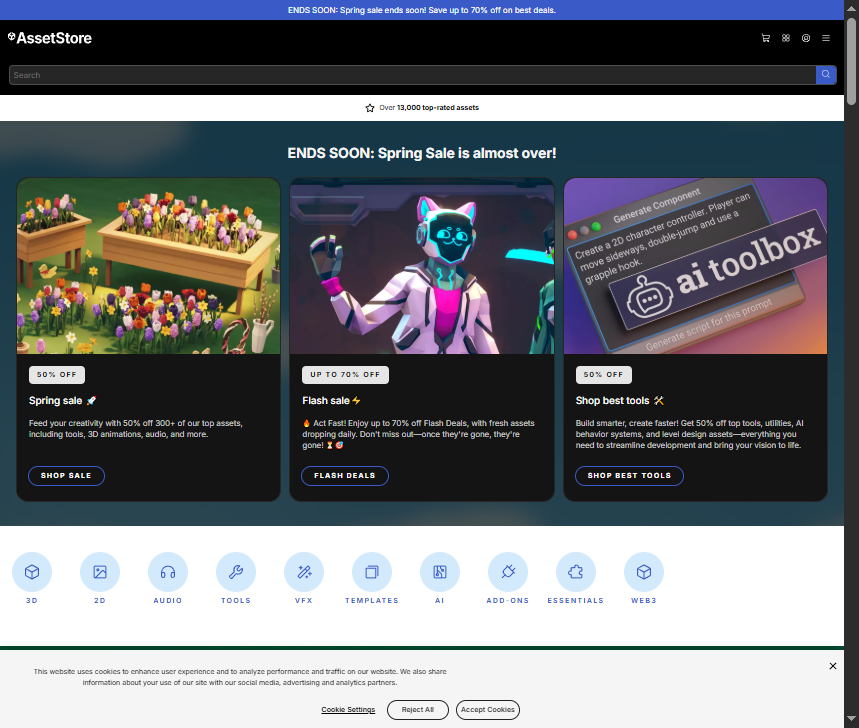 ENDS SOON: Spring sale ends soon! Save up to 70% off on best deals.
AssetStore
Search
Over 13,000 top-rated assets
ENDS SOON: Spring Sale is almost over!
Generate Component
Create a 2D character controller. Player can
move sideways, double-jump and use a
grapple hook.
ai toolbox
Generate script for this prompt
50% OFF
Spring sale 🚀
Feed your creativity with 50% off 300+ of our top assets,
including tools, 3D animations, audio, and more.
SHOP SALE
UP TO 70% OFF
Flash sale⚡
🔥 Act Fast! Enjoy up to 70% off Flash Deals, with fresh assets
dropping daily. Don't miss out—once they're gone, they're
gone! ⏳ 🎯
FLASH DEALS
50% OFF
Shop best tools 🛠️
Build smarter, create faster! Get 50% off top tools, utilities, AI
behavior systems, and level design assets—everything you
need to streamline development and bring your vision to life.
SHOP BEST TOOLS
3D
2D
AUDIO
TOOLS
VFX
TEMPLATES
AI
ADD-ONS
ESSENTIALS
WEB3
This website uses cookies to enhance user experience and to analyze performance and traffic on our website. We also share
information about your use of our site with our social media, advertising and analytics partners.
Cookie Settings
Reject All
Accept Cookies